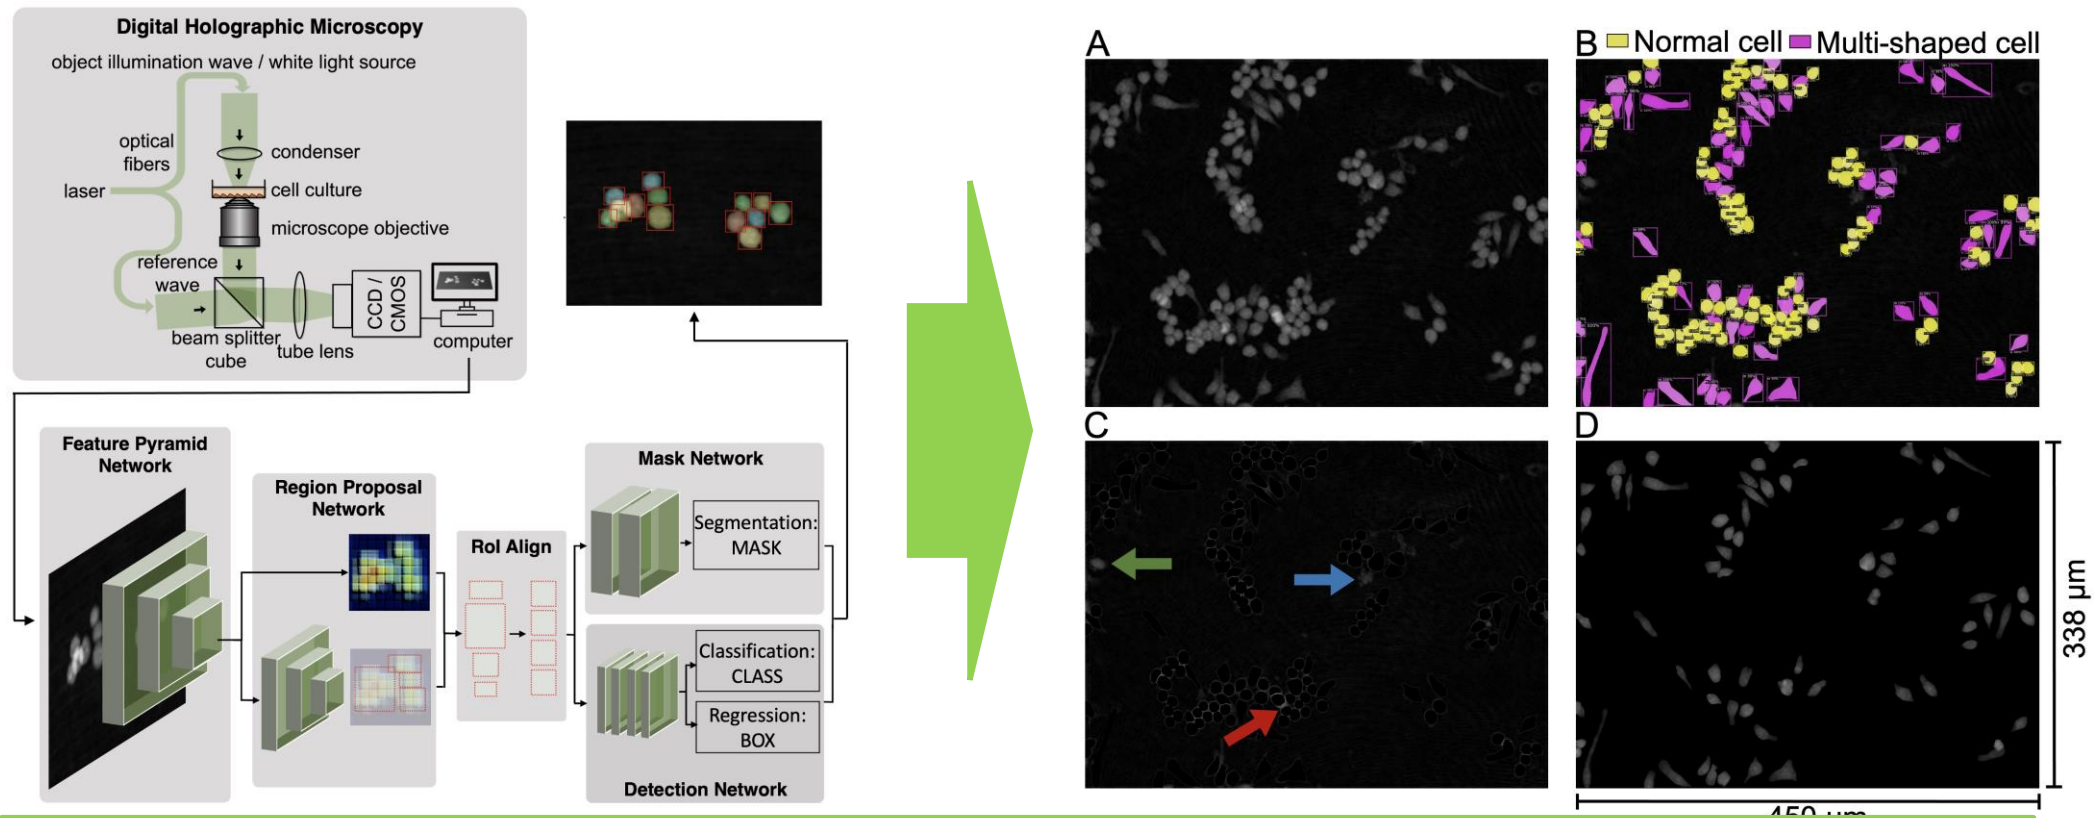 Digital Holographic Microscopy
object illumination wave / white light source
optical
fibers
condenser
laser
cell culture
microscope objective
reference
wave
CCD /
CMOS
beam splitter
cube
tube lens
computer
Feature Pyramid
Network
Region Proposal
Network
RoI Align
Mask Network
Segmentation:
MASK
Classification:
CLASS
Regression:
BOX
Detection Network
A
B Normal cell Multi-shaped cell
C
D
338 µm
450 µm